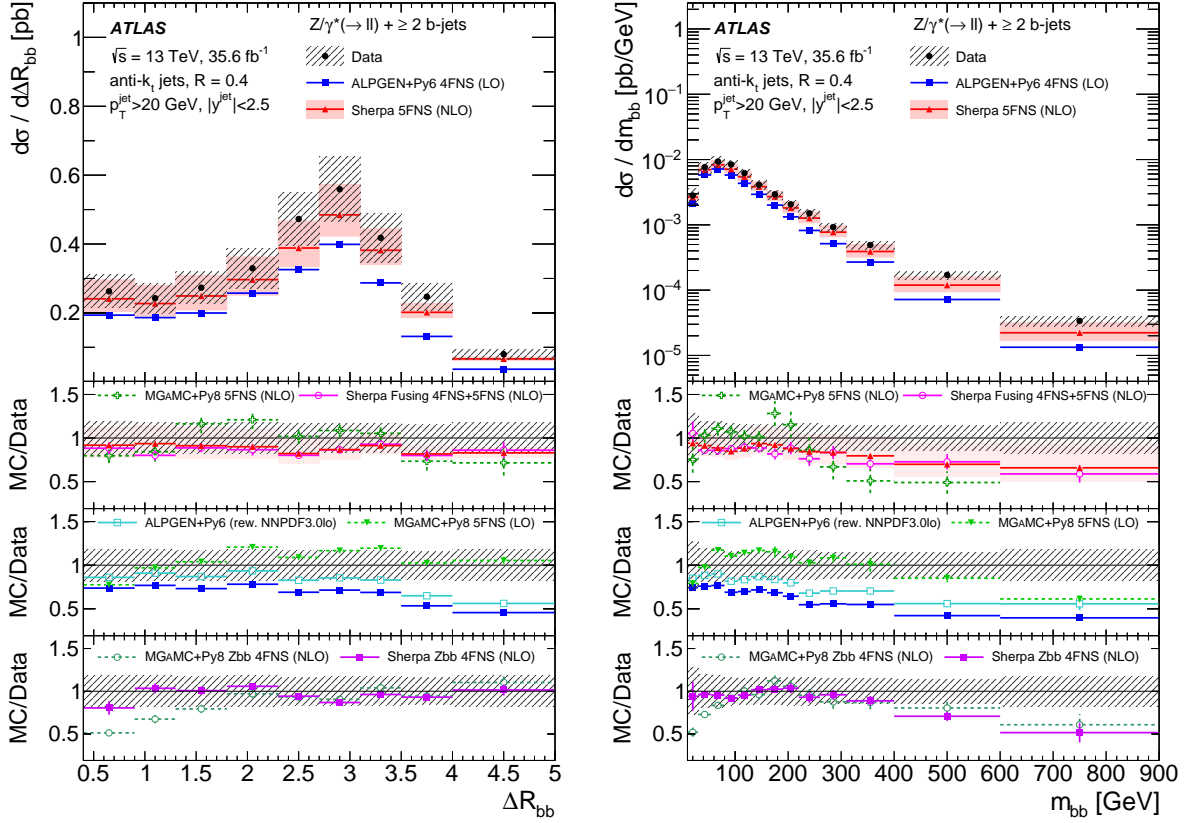 dσ / dΔR_bb [pb]
ATLAS
Z/γ*(→ ll) + ≥ 2 b-jets
√s = 13 TeV, 35.6 fb⁻¹
anti-k_t jets, R = 0.4
p_T^jet>20 GeV, |y^jet|<2.5
Data
ALPGEN+Py6 4FNS (LO)
Sherpa 5FNS (NLO)
1
0.8
0.6
0.4
0.2
MC/Data
MGAMC+Py8 5FNS (NLO)
Sherpa Fusing 4FNS+5FNS (NLO)
1.5
1
0.5
MC/Data
ALPGEN+Py6 (rew. NNPDF3.0lo)
MGAMC+Py8 5FNS (LO)
1.5
1
0.5
MC/Data
MGAMC+Py8 Zbb 4FNS (NLO)
Sherpa Zbb 4FNS (NLO)
1.5
1
0.5
0.5 1 1.5 2 2.5 3 3.5 4 4.5 5
ΔR_bb
dσ / dm_bb [pb/GeV]
ATLAS
Z/γ*(→ ll) + ≥ 2 b-jets
√s = 13 TeV, 35.6 fb⁻¹
anti-k_t jets, R = 0.4
p_T^jet>20 GeV, |y^jet|<2.5
Data
ALPGEN+Py6 4FNS (LO)
Sherpa 5FNS (NLO)
1
10⁻¹
10⁻²
10⁻³
10⁻⁴
10⁻⁵
MC/Data
MGAMC+Py8 5FNS (NLO)
Sherpa Fusing 4FNS+5FNS (NLO)
1.5
1
0.5
MC/Data
ALPGEN+Py6 (rew. NNPDF3.0lo)
MGAMC+Py8 5FNS (LO)
1.5
1
0.5
MC/Data
MGAMC+Py8 Zbb 4FNS (NLO)
Sherpa Zbb 4FNS (NLO)
1.5
1
0.5
100 200 300 400 500 600 700 800 900
m_bb [GeV]